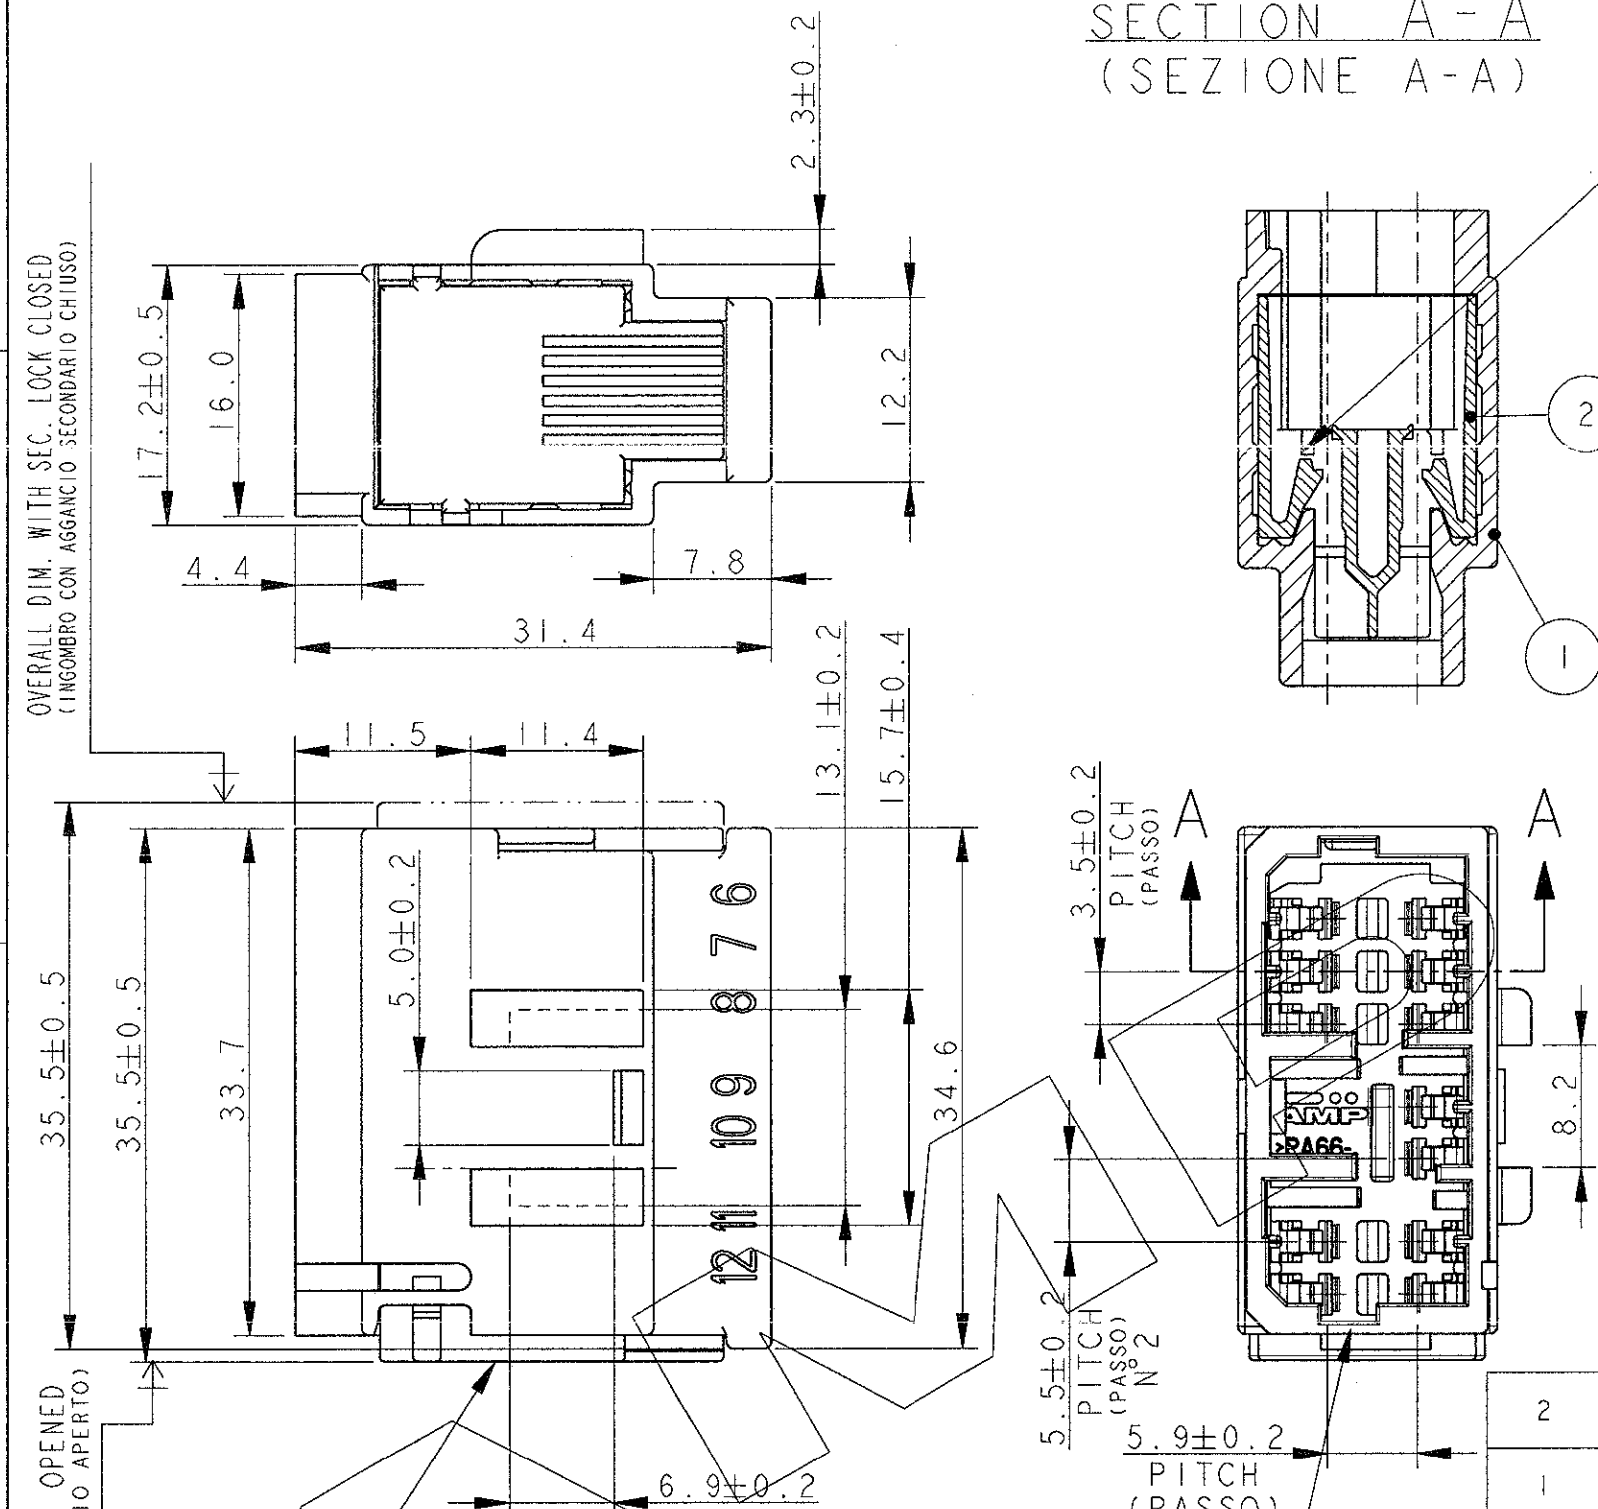 SECTION A-A
(SEZIONE A-A)
2.3±0.2
OVERALL DIM. WITH SEC. LOCK CLOSED
(INGOMBRO CON AGGANCIO SECONDARIO CHIUSO)
17.2±0.5
16.0
12.2
4.4
7.8
31.4
2
1
11.5
11.4
13.1±0.2
15.7±0.4
35.5±0.5
35.5±0.5
33.7
5.0±0.2
6
7
8
9
10
11
12
34.6
3.5±0.2
PITCH
(PASSO)
A
A
AMP
>PA66-
8.2
5.5±0.2
PITCH
(PASSO)
N°2
5.9±0.2
PITCH
(PASSO)
6.9±0.2
OPENED
IO APERTO)
2
1